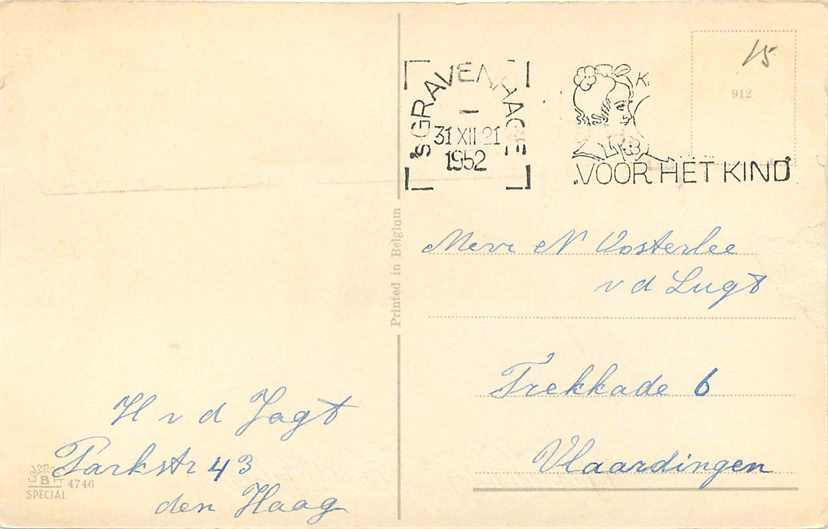 'S GRAVENHAGE
31 XII 21
1952
K
VOOR HET KIND
15
912
Printed in Belgium
Mevr N Oosterlee
v d Lugt
Trekkade 6
Vlaardingen
H v d Jagt
Parkstr 43
den Haag
B
SPECIAL
4746